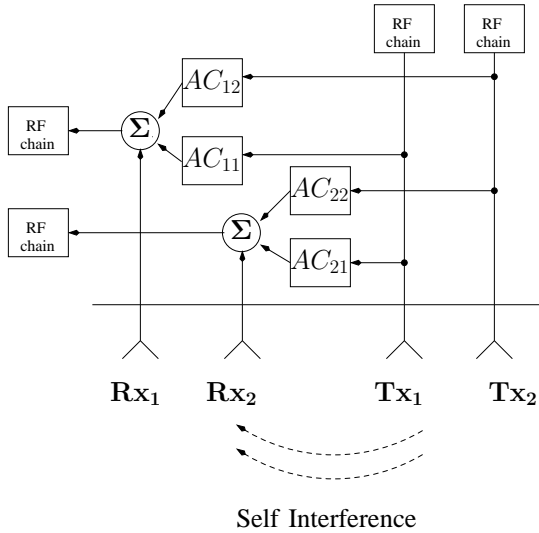 RF
chain
RF
chain
AC₁₂
RF
chain
Σ
AC₁₁
AC₂₂
RF
chain
Σ
AC₂₁
Rx₁ Rx₂ Tx₁ Tx₂
Self Interference